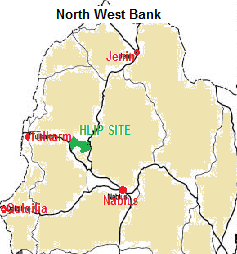 North West Bank
Jenin
HLIP SITE
Tulkarm
Nablus
Qalqilia